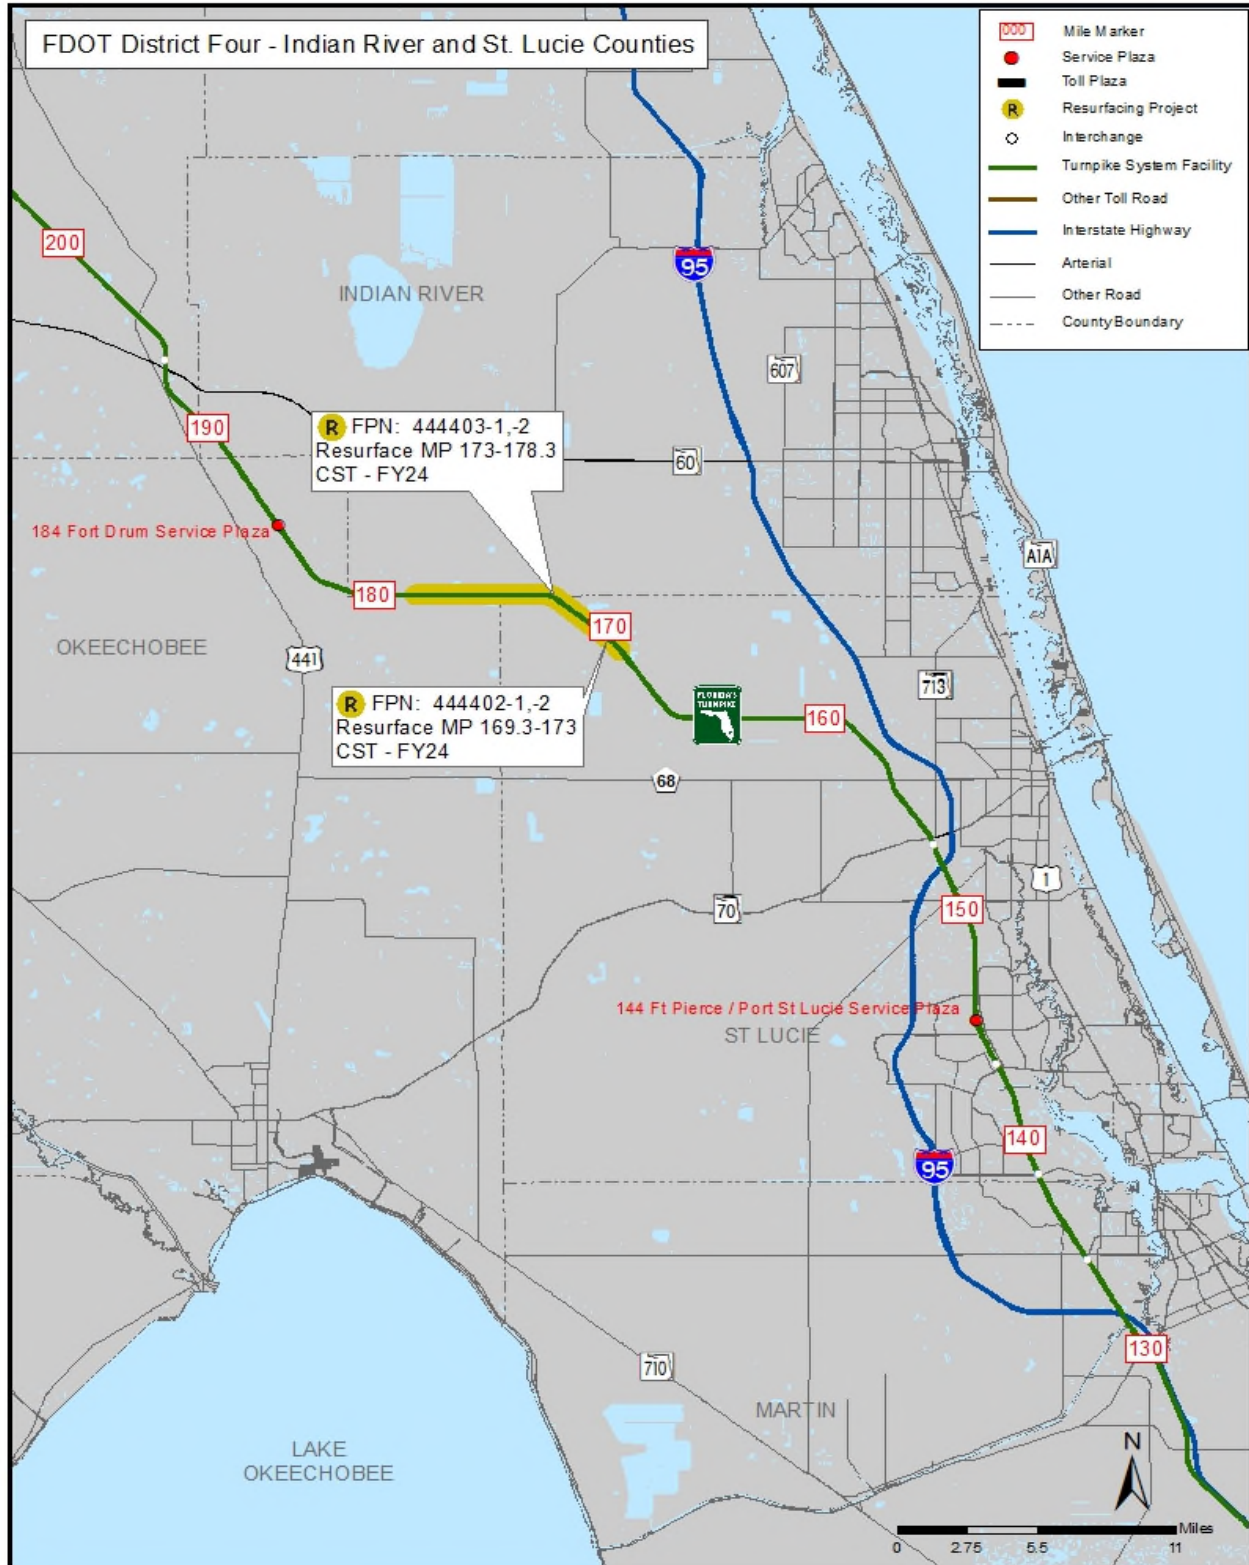 FDOT District Four - Indian River and St. Lucie Counties
000 Mile Marker
Service Plaza
Toll Plaza
R Resurfacing Project
Interchange
Turnpike System Facility
Other Toll Road
Interstate Highway
Arterial
Other Road
County Boundary
200
95
INDIAN RIVER
607
190
R FPN: 444403-1,-2
Resurface MP 173-178.3
CST - FY24
60
184 Fort Drum Service Plaza
A1A
180
170
OKEECHOBEE
441
713
R FPN: 444402-1,-2
Resurface MP 169.3-173
CST - FY24
FLORIDA'S
TURNPIKE
160
68
1
70
150
144 Ft Pierce / Port St Lucie Service Plaza
ST LUCIE
140
95
130
710
MARTIN
LAKE
OKEECHOBEE
N
Miles
0 2.75 5.5 11